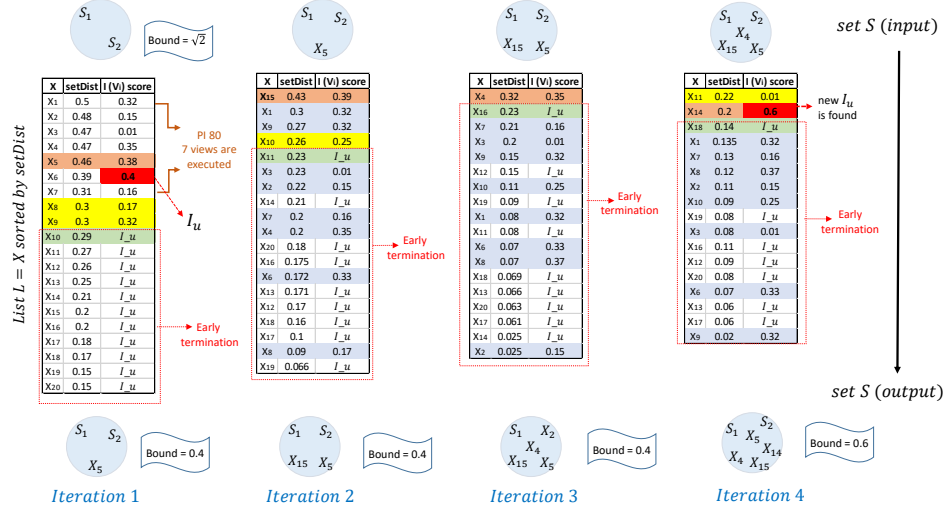 S₁
S₂
Bound = √2
S₁ S₂
X₅
S₁ S₂
X₁₅ X₅
S₁ S₂
X₄
X₁₅ X₅
set S (input)
List L = X sorted by setDist
X setDist I (Vᵢ) score
X₁ 0.5 0.32
X₂ 0.48 0.15
X₃ 0.47 0.01
X₄ 0.47 0.35
X₅ 0.46 0.38
X₆ 0.39 0.4
X₇ 0.31 0.16
X₈ 0.3 0.17
X₉ 0.3 0.32
X₁₀ 0.29 I_u
X₁₁ 0.27 I_u
X₁₂ 0.26 I_u
X₁₃ 0.25 I_u
X₁₄ 0.21 I_u
X₁₅ 0.2 I_u
X₁₆ 0.2 I_u
X₁₇ 0.18 I_u
X₁₈ 0.17 I_u
X₁₉ 0.15 I_u
X₂₀ 0.15 I_u
PI 80
7 views are
executed
I_u
Early
termination
X setDist I (Vᵢ) score
X₁₅ 0.43 0.39
X₁ 0.3 0.32
X₉ 0.27 0.32
X₁₀ 0.26 0.25
X₁₁ 0.23 I_u
X₃ 0.23 0.01
X₂ 0.22 0.15
X₁₄ 0.21 I_u
X₇ 0.2 0.16
X₄ 0.2 0.35
X₂₀ 0.18 I_u
X₁₆ 0.175 I_u
X₆ 0.172 0.33
X₁₃ 0.171 I_u
X₁₂ 0.17 I_u
X₁₈ 0.16 I_u
X₁₇ 0.1 I_u
X₈ 0.09 0.17
X₁₉ 0.066 I_u
Early
termination
X setDist I (Vᵢ) score
X₄ 0.32 0.35
X₁₆ 0.23 I_u
X₇ 0.21 0.16
X₃ 0.2 0.01
X₉ 0.15 0.32
X₁₂ 0.15 I_u
X₁₀ 0.11 0.25
X₁₉ 0.09 I_u
X₁ 0.08 0.32
X₁₁ 0.08 I_u
X₆ 0.07 0.33
X₈ 0.07 0.37
X₁₈ 0.069 I_u
X₁₃ 0.066 I_u
X₂₀ 0.063 I_u
X₁₇ 0.061 I_u
X₁₄ 0.025 I_u
X₂ 0.025 0.15
Early
termination
X setDist I (Vᵢ) score
X₁₁ 0.22 0.01
X₁₄ 0.2 0.6
X₁₈ 0.14 I_u
X₁ 0.135 0.32
X₇ 0.13 0.16
X₈ 0.12 0.37
X₂ 0.11 0.15
X₁₀ 0.09 0.25
X₁₉ 0.08 I_u
X₃ 0.08 0.01
X₁₆ 0.11 I_u
X₁₂ 0.09 I_u
X₂₀ 0.08 I_u
X₆ 0.07 0.33
X₁₃ 0.06 I_u
X₁₇ 0.06 I_u
X₉ 0.02 0.32
new I_u
is found
Early
termination
set S (output)
S₁ S₂
X₅
Bound = 0.4
S₁ S₂
X₁₅ X₅
Bound = 0.4
S₁ X₂
X₄
X₁₅ X₅
Bound = 0.4
S₁ S₂
X₅ X₁₄
X₄ X₁₅
Bound = 0.6
Iteration 1
Iteration 2
Iteration 3
Iteration 4